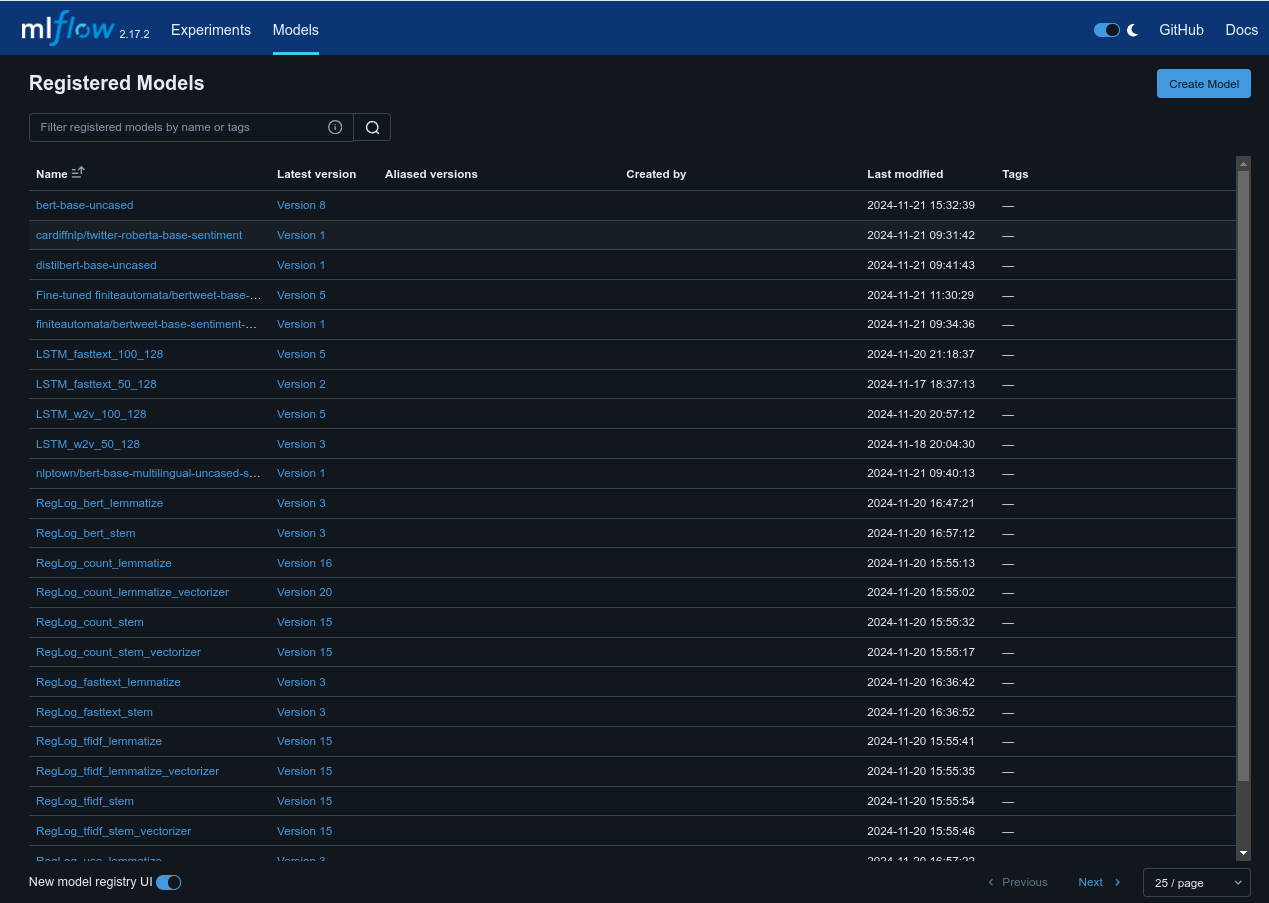 mlflow 2.17.2 Experiments Models GitHub Docs
Registered Models Create Model
Filter registered models by name or tags
Name Latest version Aliased versions Created by Last modified Tags
bert-base-uncased Version 8 2024-11-21 15:32:39 —
cardiffnlp/twitter-roberta-base-sentiment Version 1 2024-11-21 09:31:42 —
distilbert-base-uncased Version 1 2024-11-21 09:41:43 —
Fine-tuned finiteautomata/bertweet-base-... Version 5 2024-11-21 11:30:29 —
finiteautomata/bertweet-base-sentiment-... Version 1 2024-11-21 09:34:36 —
LSTM_fasttext_100_128 Version 5 2024-11-20 21:18:37 —
LSTM_fasttext_50_128 Version 2 2024-11-17 18:37:13 —
LSTM_w2v_100_128 Version 5 2024-11-20 20:57:12 —
LSTM_w2v_50_128 Version 3 2024-11-18 20:04:30 —
nlptown/bert-base-multilingual-uncased-s... Version 1 2024-11-21 09:40:13 —
RegLog_bert_lemmatize Version 3 2024-11-20 16:47:21 —
RegLog_bert_stem Version 3 2024-11-20 16:57:12 —
RegLog_count_lemmatize Version 16 2024-11-20 15:55:13 —
RegLog_count_lemmatize_vectorizer Version 20 2024-11-20 15:55:02 —
RegLog_count_stem Version 15 2024-11-20 15:55:32 —
RegLog_count_stem_vectorizer Version 15 2024-11-20 15:55:17 —
RegLog_fasttext_lemmatize Version 3 2024-11-20 16:36:42 —
RegLog_fasttext_stem Version 3 2024-11-20 16:36:52 —
RegLog_tfidf_lemmatize Version 15 2024-11-20 15:55:41 —
RegLog_tfidf_lemmatize_vectorizer Version 15 2024-11-20 15:55:35 —
RegLog_tfidf_stem Version 15 2024-11-20 15:55:54 —
RegLog_tfidf_stem_vectorizer Version 15 2024-11-20 15:55:46 —
RegLog_use_lemmatize Version 3 2024-11-20
New model registry UI Previous Next 25 / page